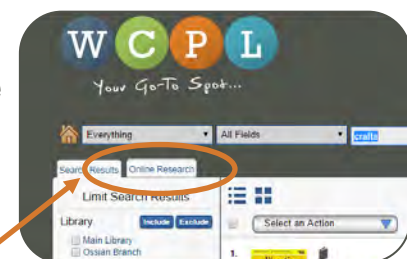 WCPL
Your Go-To Spot...
Everything
All Fields
crafts
Search Results
Online Research
Limit Search Results
Library
Include
Exclude
Select an Action
Main Library
Ossian Branch
1.